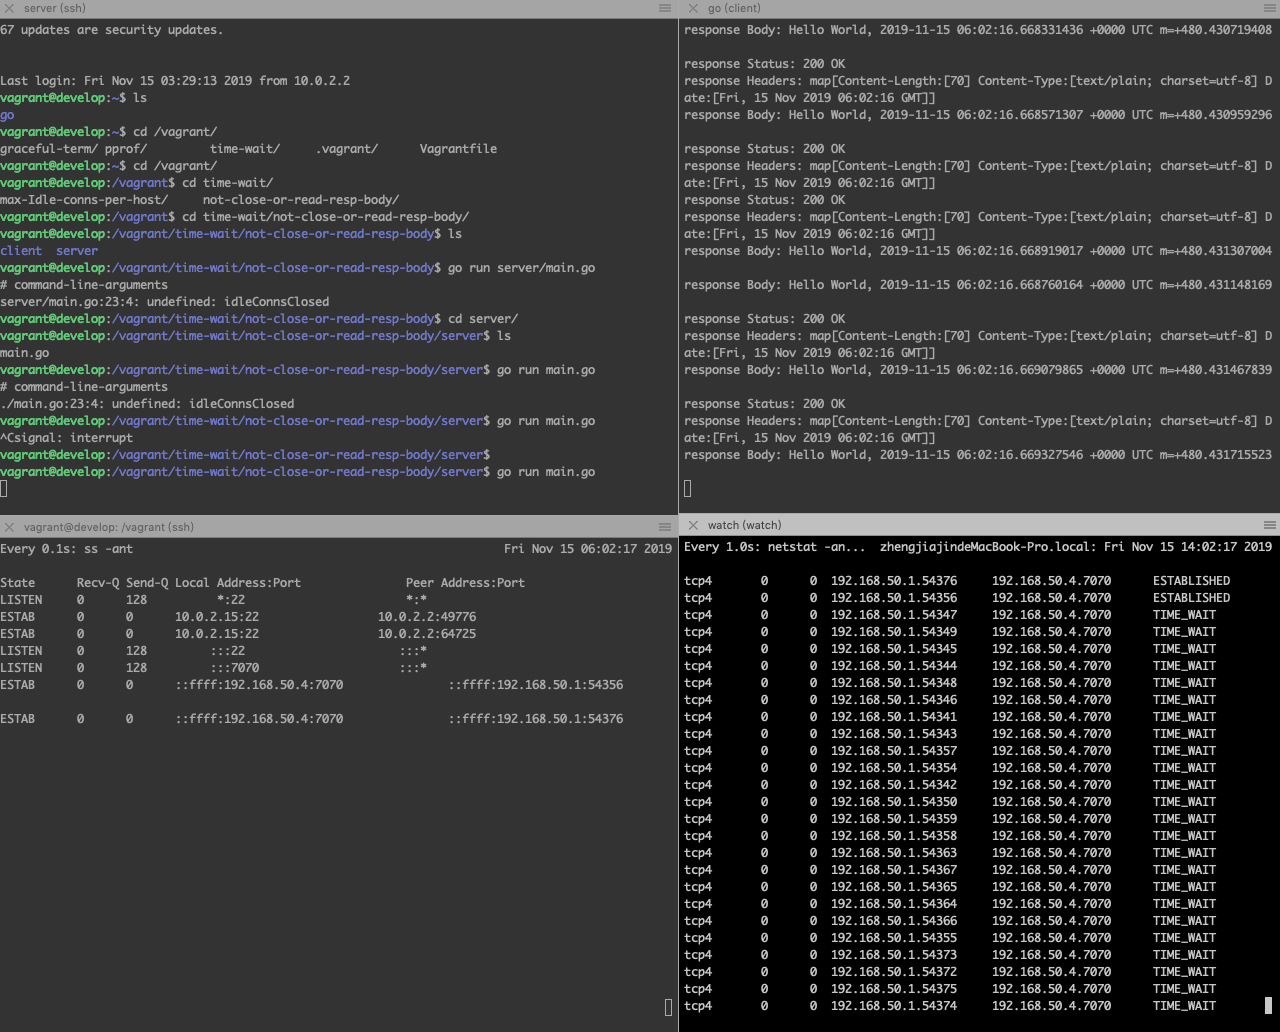 server (ssh)
67 updates are security updates.
Last login: Fri Nov 15 03:29:13 2019 from 10.0.2.2
vagrant@develop:~$ ls
go
vagrant@develop:~$ cd /vagrant/
graceful-term/ pprof/          time-wait/     .vagrant/      Vagrantfile
vagrant@develop:~$ cd /vagrant/
vagrant@develop:/vagrant$ cd time-wait/
max-Idle-conns-per-host/     not-close-or-read-resp-body/
vagrant@develop:/vagrant$ cd time-wait/not-close-or-read-resp-body/
vagrant@develop:/vagrant/time-wait/not-close-or-read-resp-body$ ls
client  server
vagrant@develop:/vagrant/time-wait/not-close-or-read-resp-body$ go run server/main.go
# command-line-arguments
server/main.go:23:4: undefined: idleConnsClosed
vagrant@develop:/vagrant/time-wait/not-close-or-read-resp-body$ cd server/
vagrant@develop:/vagrant/time-wait/not-close-or-read-resp-body/server$ ls
main.go
vagrant@develop:/vagrant/time-wait/not-close-or-read-resp-body/server$ go run main.go
# command-line-arguments
./main.go:23:4: undefined: idleConnsClosed
vagrant@develop:/vagrant/time-wait/not-close-or-read-resp-body/server$ go run main.go
^Csignal: interrupt
vagrant@develop:/vagrant/time-wait/not-close-or-read-resp-body/server$
vagrant@develop:/vagrant/time-wait/not-close-or-read-resp-body/server$ go run main.go
go (client)
response Body: Hello World, 2019-11-15 06:02:16.668331436 +0000 UTC m=+480.430719408
response Status: 200 OK
response Headers: map[Content-Length:[70] Content-Type:[text/plain; charset=utf-8] D
ate:[Fri, 15 Nov 2019 06:02:16 GMT]]
response Body: Hello World, 2019-11-15 06:02:16.668571307 +0000 UTC m=+480.430959296
response Status: 200 OK
response Headers: map[Content-Length:[70] Content-Type:[text/plain; charset=utf-8] D
ate:[Fri, 15 Nov 2019 06:02:16 GMT]]
response Status: 200 OK
response Headers: map[Content-Length:[70] Content-Type:[text/plain; charset=utf-8] D
ate:[Fri, 15 Nov 2019 06:02:16 GMT]]
response Body: Hello World, 2019-11-15 06:02:16.668919017 +0000 UTC m=+480.431307004
response Body: Hello World, 2019-11-15 06:02:16.668760164 +0000 UTC m=+480.431148169
response Status: 200 OK
response Headers: map[Content-Length:[70] Content-Type:[text/plain; charset=utf-8] D
ate:[Fri, 15 Nov 2019 06:02:16 GMT]]
response Body: Hello World, 2019-11-15 06:02:16.669079865 +0000 UTC m=+480.431467839
response Status: 200 OK
response Headers: map[Content-Length:[70] Content-Type:[text/plain; charset=utf-8] D
ate:[Fri, 15 Nov 2019 06:02:16 GMT]]
response Body: Hello World, 2019-11-15 06:02:16.669327546 +0000 UTC m=+480.431715523
vagrant@develop: /vagrant (ssh)
Every 0.1s: ss -ant                                                     Fri Nov 15 06:02:17 2019
State      Recv-Q Send-Q Local Address:Port               Peer Address:Port
LISTEN     0      128          *:22                       *:*
ESTAB      0      0      10.0.2.15:22                 10.0.2.2:49776
ESTAB      0      0      10.0.2.15:22                 10.0.2.2:64725
LISTEN     0      128         :::22                      :::*
LISTEN     0      128         :::7070                    :::*
ESTAB      0      0      ::ffff:192.168.50.4:7070               ::ffff:192.168.50.1:54356
ESTAB      0      0      ::ffff:192.168.50.4:7070               ::ffff:192.168.50.1:54376
watch (watch)
Every 1.0s: netstat -an...  zhengjiajindeMacBook-Pro.local: Fri Nov 15 14:02:17 2019
tcp4       0      0  192.168.50.1.54376     192.168.50.4.7070      ESTABLISHED
tcp4       0      0  192.168.50.1.54356     192.168.50.4.7070      ESTABLISHED
tcp4       0      0  192.168.50.1.54347     192.168.50.4.7070      TIME_WAIT
tcp4       0      0  192.168.50.1.54349     192.168.50.4.7070      TIME_WAIT
tcp4       0      0  192.168.50.1.54345     192.168.50.4.7070      TIME_WAIT
tcp4       0      0  192.168.50.1.54344     192.168.50.4.7070      TIME_WAIT
tcp4       0      0  192.168.50.1.54348     192.168.50.4.7070      TIME_WAIT
tcp4       0      0  192.168.50.1.54346     192.168.50.4.7070      TIME_WAIT
tcp4       0      0  192.168.50.1.54341     192.168.50.4.7070      TIME_WAIT
tcp4       0      0  192.168.50.1.54343     192.168.50.4.7070      TIME_WAIT
tcp4       0      0  192.168.50.1.54357     192.168.50.4.7070      TIME_WAIT
tcp4       0      0  192.168.50.1.54354     192.168.50.4.7070      TIME_WAIT
tcp4       0      0  192.168.50.1.54342     192.168.50.4.7070      TIME_WAIT
tcp4       0      0  192.168.50.1.54350     192.168.50.4.7070      TIME_WAIT
tcp4       0      0  192.168.50.1.54359     192.168.50.4.7070      TIME_WAIT
tcp4       0      0  192.168.50.1.54358     192.168.50.4.7070      TIME_WAIT
tcp4       0      0  192.168.50.1.54363     192.168.50.4.7070      TIME_WAIT
tcp4       0      0  192.168.50.1.54367     192.168.50.4.7070      TIME_WAIT
tcp4       0      0  192.168.50.1.54365     192.168.50.4.7070      TIME_WAIT
tcp4       0      0  192.168.50.1.54364     192.168.50.4.7070      TIME_WAIT
tcp4       0      0  192.168.50.1.54366     192.168.50.4.7070      TIME_WAIT
tcp4       0      0  192.168.50.1.54355     192.168.50.4.7070      TIME_WAIT
tcp4       0      0  192.168.50.1.54373     192.168.50.4.7070      TIME_WAIT
tcp4       0      0  192.168.50.1.54372     192.168.50.4.7070      TIME_WAIT
tcp4       0      0  192.168.50.1.54375     192.168.50.4.7070      TIME_WAIT
tcp4       0      0  192.168.50.1.54374     192.168.50.4.7070      TIME_WAIT